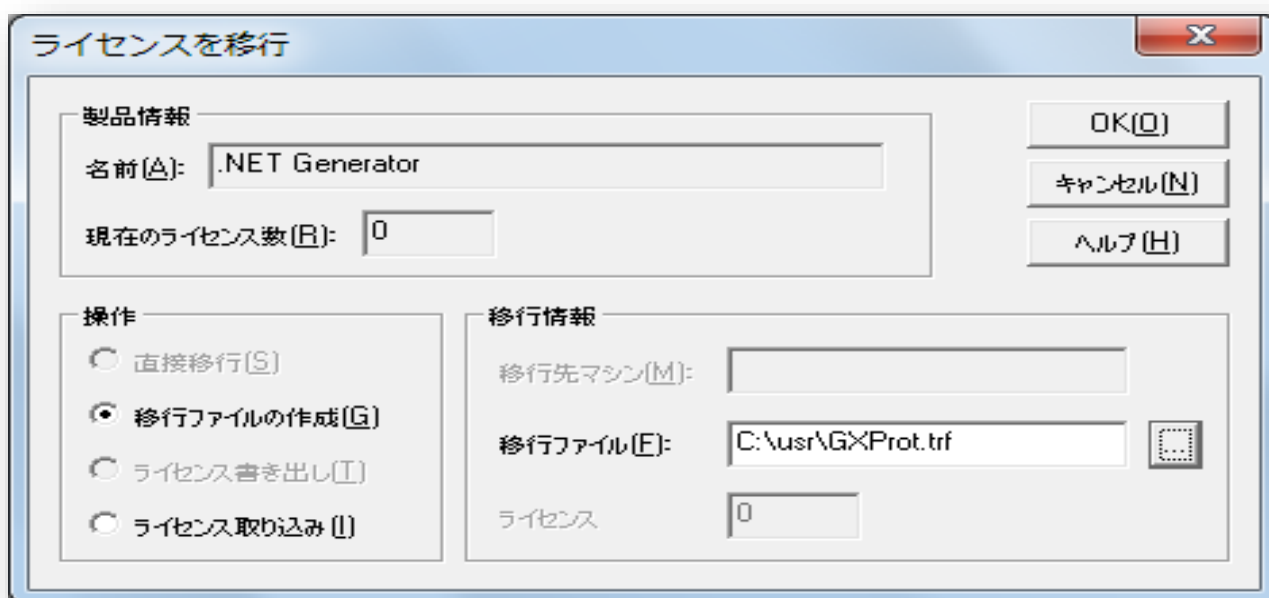 ライセンスを移行
製品情報
名前(A): .NET Generator
現在のライセンス数(R): 0
OK(O)
キャンセル(N)
ヘルプ(H)
操作
直接移行(S)
移行ファイルの作成(G)
ライセンス書き出し(T)
ライセンス取り込み(I)
移行情報
移行先マシン(M):
移行ファイル(F): C:\usr\GXProt.trf ...
ライセンス 0